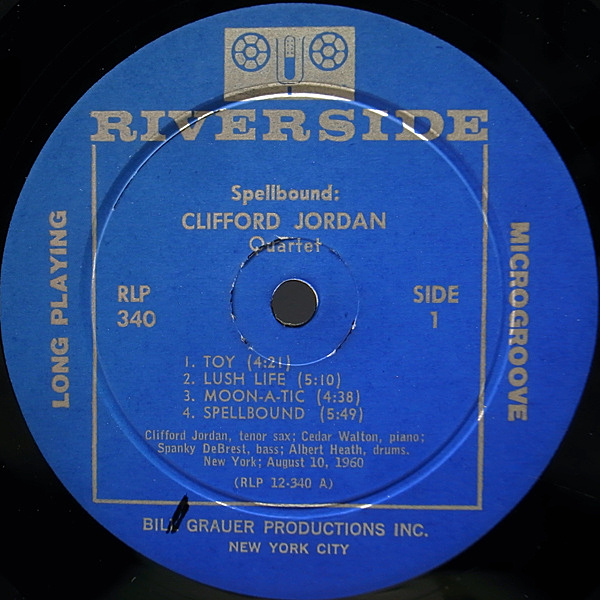 RIVERSIDE
Spellbound:
CLIFFORD JORDAN
Quartet
LONG PLAYING
MICROGROOVE
RLP
340
SIDE
1
1. TOY (4:21)
2. LUSH LIFE (5:10)
3. MOON-A-TIC (4:38)
4. SPELLBOUND (5:49)
Clifford Jordan, tenor sax; Cedar Walton, piano;
Spanky DeBrest, bass; Albert Heath, drums.
New York; August 10, 1960
(RLP 12-340 A)
BILL GRAUER PRODUCTIONS INC.
NEW YORK CITY